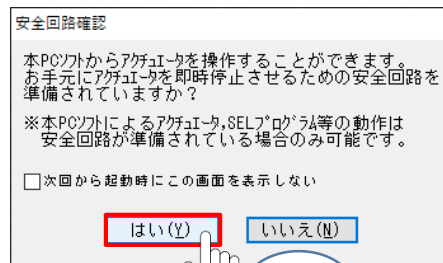 安全回路確認
本PCｿﾌﾄからｱｸﾁｭｴｰﾀを操作することができます。
お手元にｱｸﾁｭｴｰﾀを即時停止させるための安全回路を
準備されていますか？
※本PCｿﾌﾄによるｱｸﾁｭｴｰﾀ,SELﾌﾟﾛｸﾞﾗﾑ等の動作は
安全回路が準備されている場合のみ可能です。
次回から起動時にこの画面を表示しない
はい(Y) いいえ(N)